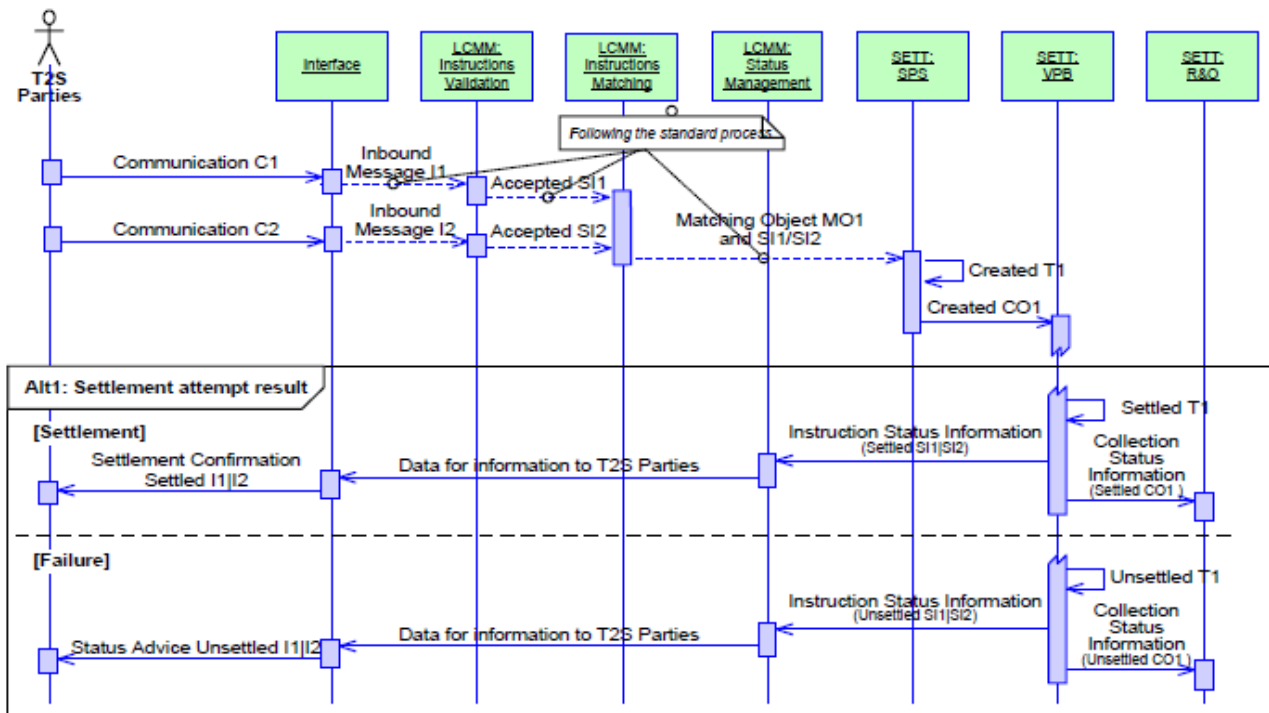 T2S
Parties
Interface
LCMM:
Instructions
Validation
LCMM:
Instructions
Matching
LCMM:
Status
Management
SETT:
SPS
SETT:
VPB
SETT:
R&O
Following the standard process
Communication C1
Inbound
Message I1
Accepted SI1
Communication C2
Inbound
Message I2
Accepted SI2
Matching Object MO1
and SI1/SI2
Created T1
Created CO1
Alt1: Settlement attempt result
[Settlement]
Settled T1
Instruction Status Information
(Settled SI1|SI2)
Collection
Status
Information
(Settled CO1 )
Data for information to T2S Parties
Settlement Confirmation
Settled I1|I2
[Failure]
Unsettled T1
Instruction Status Information
(Unsettled SI1|SI2)
Collection
Status
Information
(Unsettled CO1 )
Data for information to T2S Parties
Status Advice Unsettled I1|I2